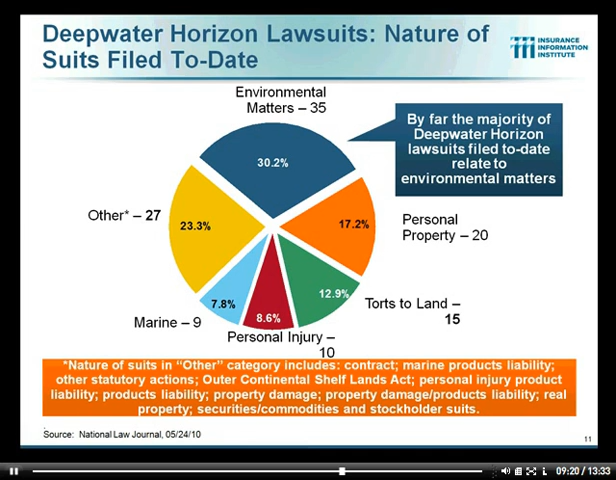 Deepwater Horizon Lawsuits: Nature of
Suits Filed To-Date
INSURANCE
INFORMATION
INSTITUTE
Environmental
Matters – 35
By far the majority of
Deepwater Horizon
lawsuits filed to-date
relate to
environmental matters
30.2%
Other* – 27
23.3%
17.2%
Personal
Property – 20
12.9%
7.8%
8.6%
Torts to Land –
15
Marine – 9
Personal Injury –
10
*Nature of suits in “Other” category includes: contract; marine products liability;
other statutory actions; Outer Continental Shelf Lands Act; personal injury product
liability; products liability; property damage; property damage/products liability; real
property; securities/commodities and stockholder suits.
Source: National Law Journal, 05/24/10
11
09:20 / 13:33